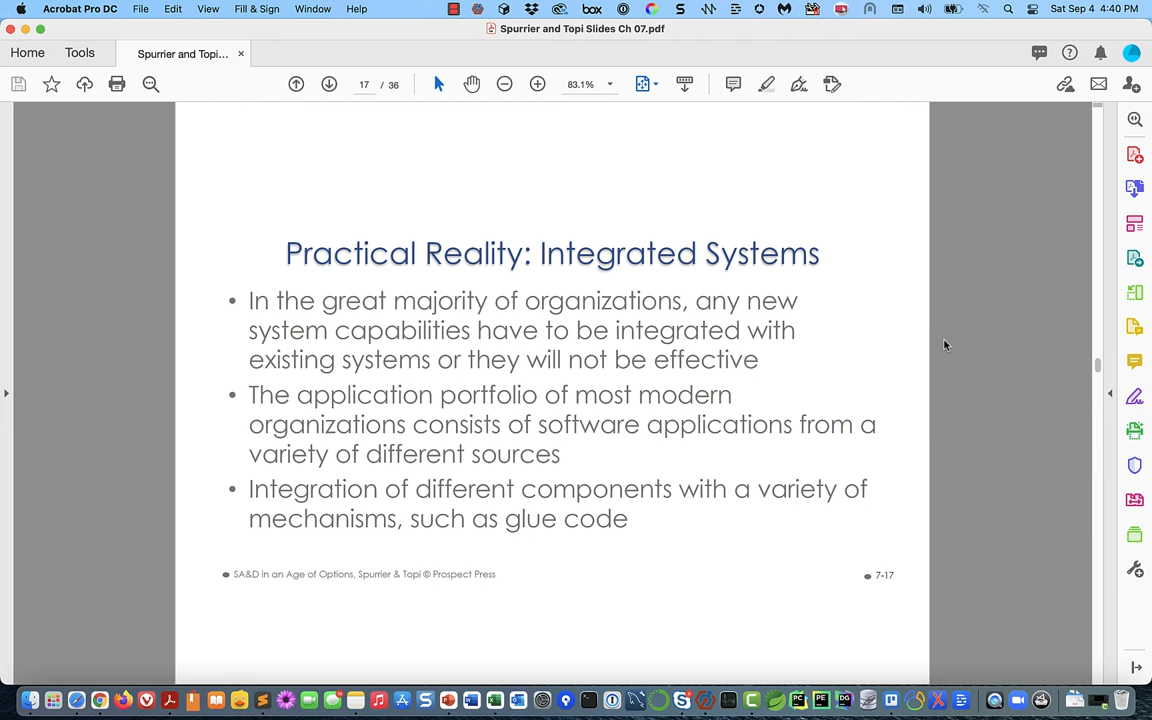 Acrobat Pro DC File Edit View Fill & Sign Window Help box Sat Sep 4 4:40 PM
Spurrier and Topi Slides Ch 07.pdf
Home Tools Spurrier and Topi... ×
17 / 36 83.1%
Practical Reality: Integrated Systems
• In the great majority of organizations, any new
system capabilities have to be integrated with
existing systems or they will not be effective
• The application portfolio of most modern
organizations consists of software applications from a
variety of different sources
• Integration of different components with a variety of
mechanisms, such as glue code
SA&D in an Age of Options, Spurrier & Topi © Prospect Press
7-17